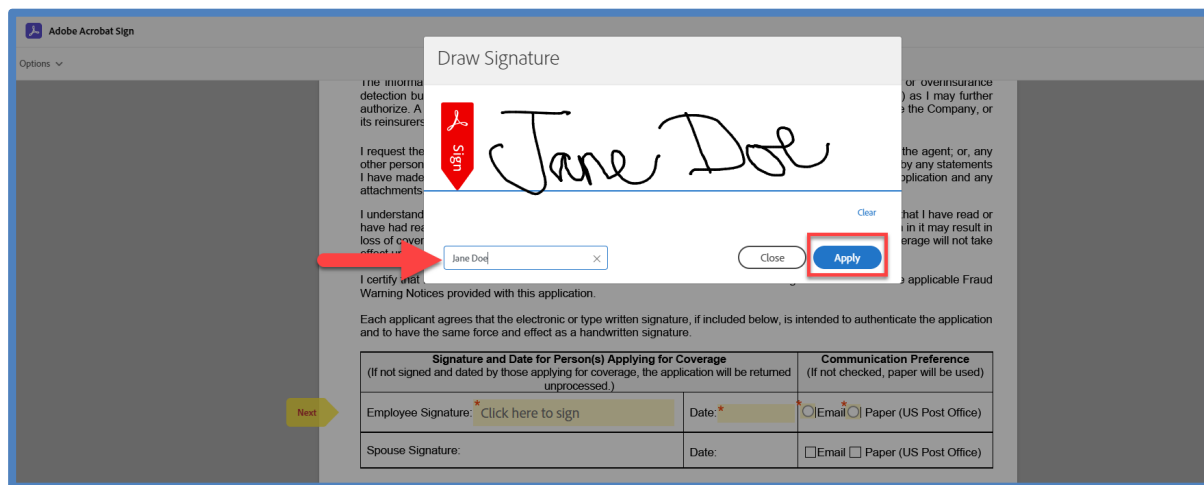 Adobe Acrobat Sign
Options
Draw Signature
The informa or overinsurance
detection bu ) as I may further
authorize. A e the Company, or
its reinsurers
Sign
Jane Doe
I request the the agent; or, any
other person by any statements
I have made pplication and any
attachments
Clear
I understand that I have read or
have had rea in it may result in
loss of cover erage will not take
Jane Doe
Close
Apply
I certify that e applicable Fraud
Warning Notices provided with this application.
Each applicant agrees that the electronic or type written signature, if included below, is intended to authenticate the application
and to have the same force and effect as a handwritten signature.
Signature and Date for Person(s) Applying for Coverage
(If not signed and dated by those applying for coverage, the application will be returned
unprocessed.)
Communication Preference
(If not checked, paper will be used)
Next
Employee Signature: * Click here to sign
Date:*
* Email * Paper (US Post Office)
Spouse Signature:
Date:
Email Paper (US Post Office)